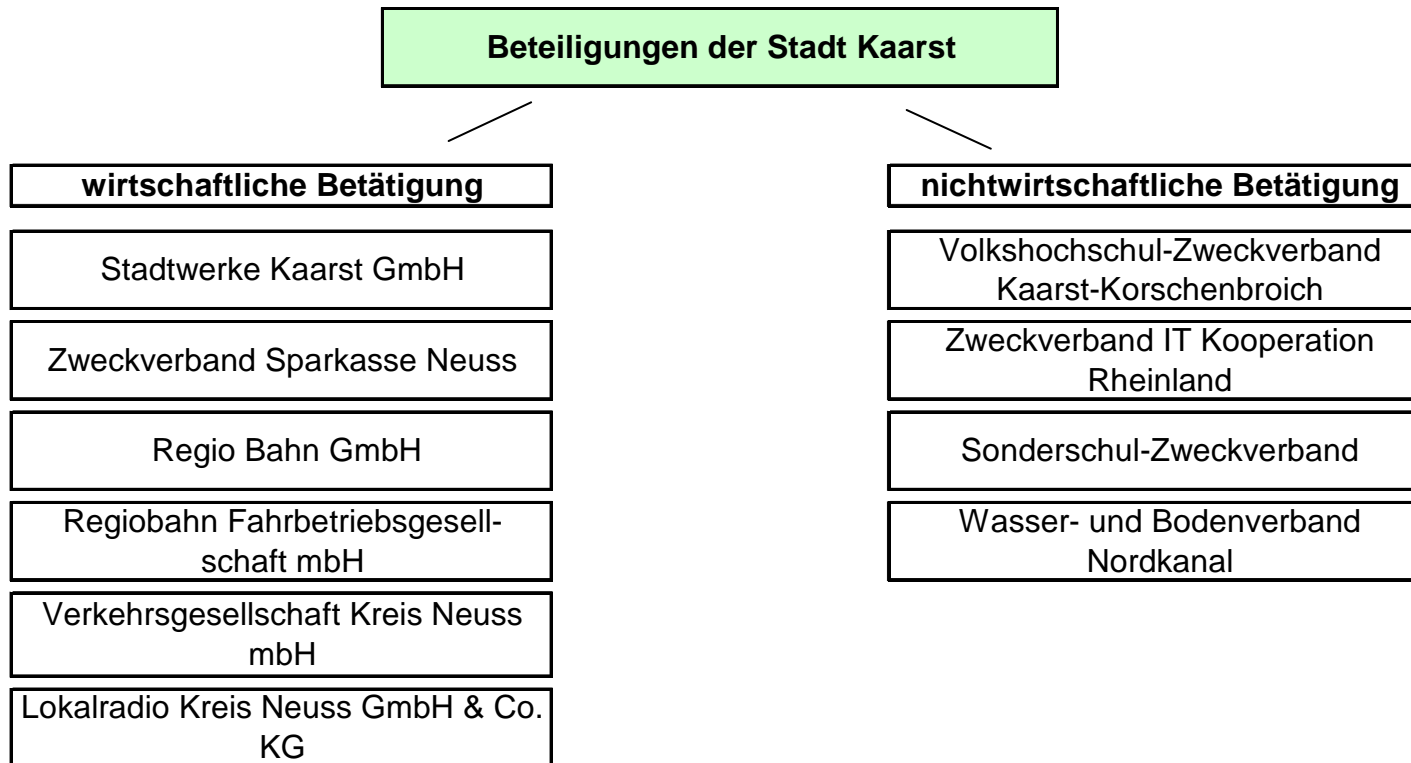 Beteiligungen der Stadt Kaarst
wirtschaftliche Betätigung
Stadtwerke Kaarst GmbH
Zweckverband Sparkasse Neuss
Regio Bahn GmbH
Regiobahn Fahrbetriebsgesell-
schaft mbH
Verkehrsgesellschaft Kreis Neuss
mbH
Lokalradio Kreis Neuss GmbH & Co.
KG
nichtwirtschaftliche Betätigung
Volkshochschul-Zweckverband
Kaarst-Korschenbroich
Zweckverband IT Kooperation
Rheinland
Sonderschul-Zweckverband
Wasser- und Bodenverband
Nordkanal